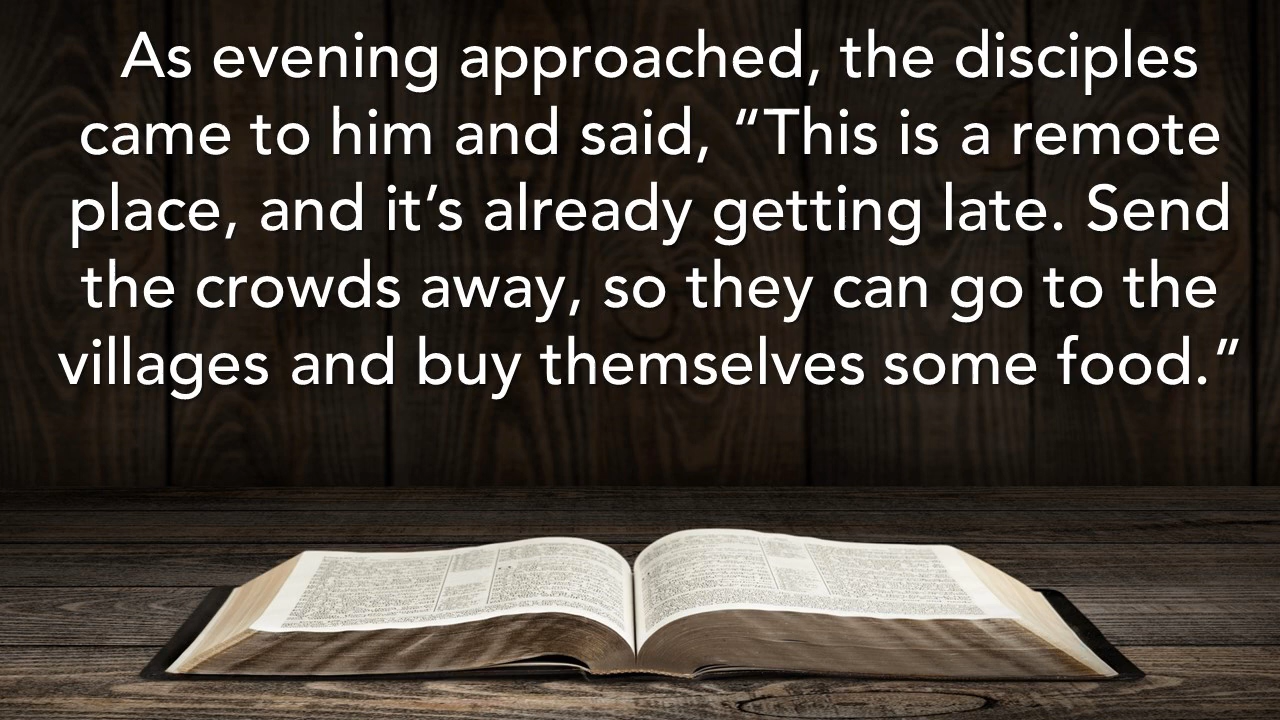 As evening approached, the disciples
came to him and said, “This is a remote
place, and it’s already getting late. Send
the crowds away, so they can go to the
villages and buy themselves some food.”